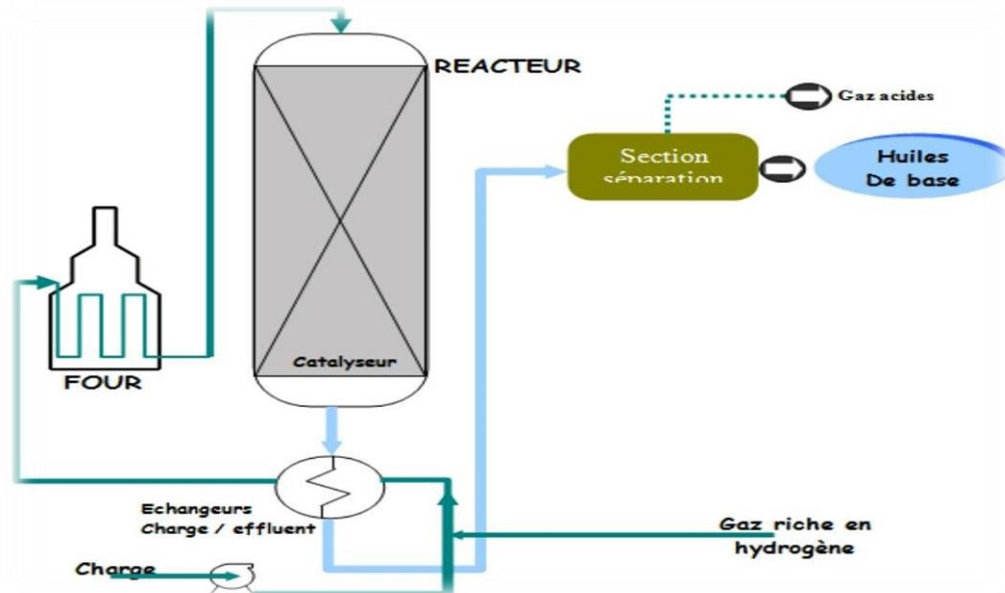 REACTEUR
Gaz acides
Section
séparation
Huiles
De base
Catalyseur
FOUR
Echangeurs
Charge / effluent
Gaz riche en
hydrogène
Charge